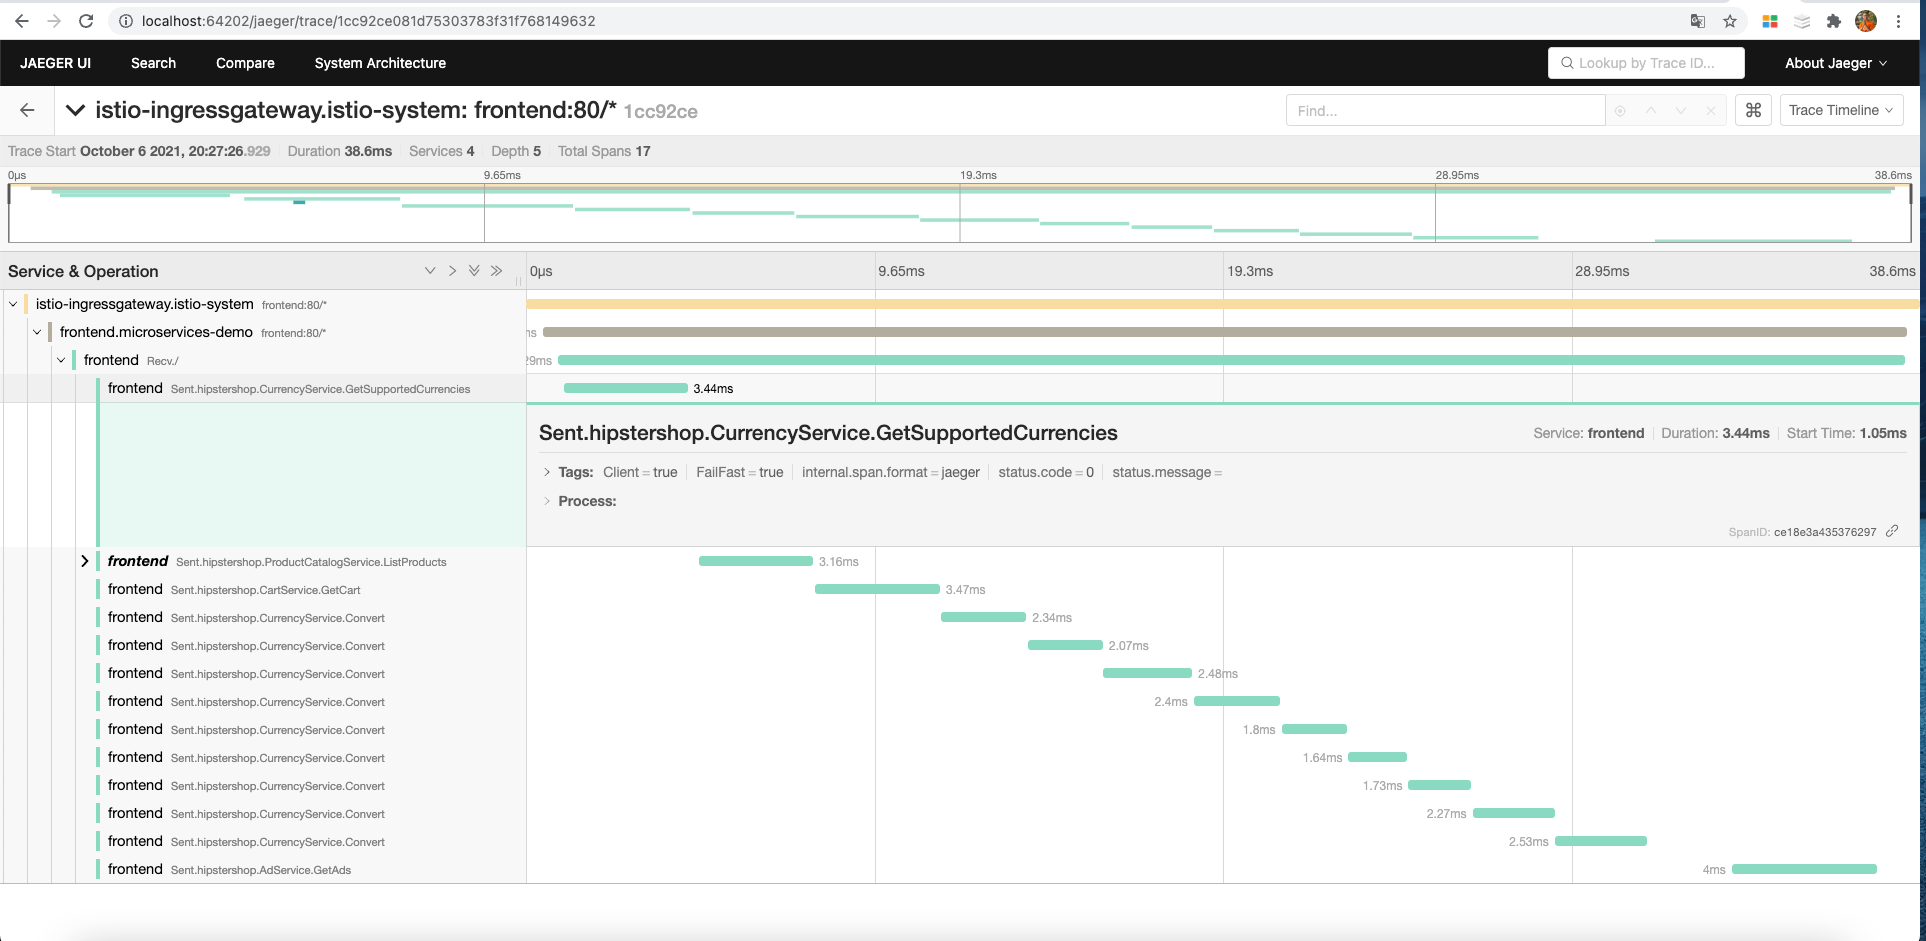 localhost:64202/jaeger/trace/1cc92ce081d75303783f31f768149632
JAEGER UI Search Compare System Architecture Lookup by Trace ID... About Jaeger
istio-ingressgateway.istio-system: frontend:80/* 1cc92ce Find... ⌘ Trace Timeline
Trace Start October 6 2021, 20:27:26.929 Duration 38.6ms Services 4 Depth 5 Total Spans 17
0μs 9.65ms 19.3ms 28.95ms 38.6ms
Service & Operation 0μs 9.65ms 19.3ms 28.95ms 38.6ms
istio-ingressgateway.istio-system frontend:80/*
frontend.microservices-demo frontend:80/*
frontend Recv./ 29ms
frontend Sent.hipstershop.CurrencyService.GetSupportedCurrencies 3.44ms
Sent.hipstershop.CurrencyService.GetSupportedCurrencies Service: frontend Duration: 3.44ms Start Time: 1.05ms
Tags: Client = true FailFast = true internal.span.format = jaeger status.code = 0 status.message =
Process:
SpanID: ce18e3a435376297
frontend Sent.hipstershop.ProductCatalogService.ListProducts 3.16ms
frontend Sent.hipstershop.CartService.GetCart 3.47ms
frontend Sent.hipstershop.CurrencyService.Convert 2.34ms
frontend Sent.hipstershop.CurrencyService.Convert 2.07ms
frontend Sent.hipstershop.CurrencyService.Convert 2.48ms
frontend Sent.hipstershop.CurrencyService.Convert 2.4ms
frontend Sent.hipstershop.CurrencyService.Convert 1.8ms
frontend Sent.hipstershop.CurrencyService.Convert 1.64ms
frontend Sent.hipstershop.CurrencyService.Convert 1.73ms
frontend Sent.hipstershop.CurrencyService.Convert 2.27ms
frontend Sent.hipstershop.CurrencyService.Convert 2.53ms
frontend Sent.hipstershop.AdService.GetAds 4ms